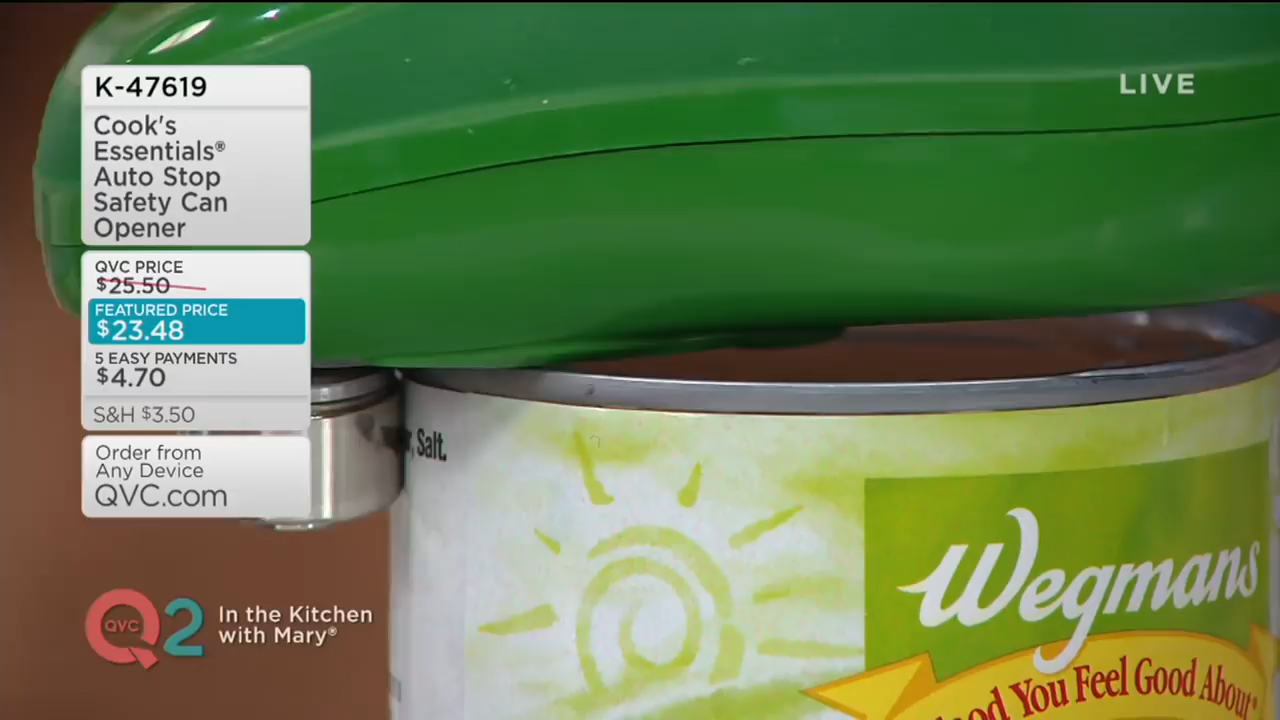 K-47619
Cook's
Essentials®
Auto Stop
Safety Can
Opener
QVC PRICE
$25.50
FEATURED PRICE
$23.48
5 EASY PAYMENTS
$4.70
S&H $3.50
Order from
Any Device
QVC.com
QVC 2
In the Kitchen
with Mary®
LIVE
, Salt.
Wegmans
You Feel Good About